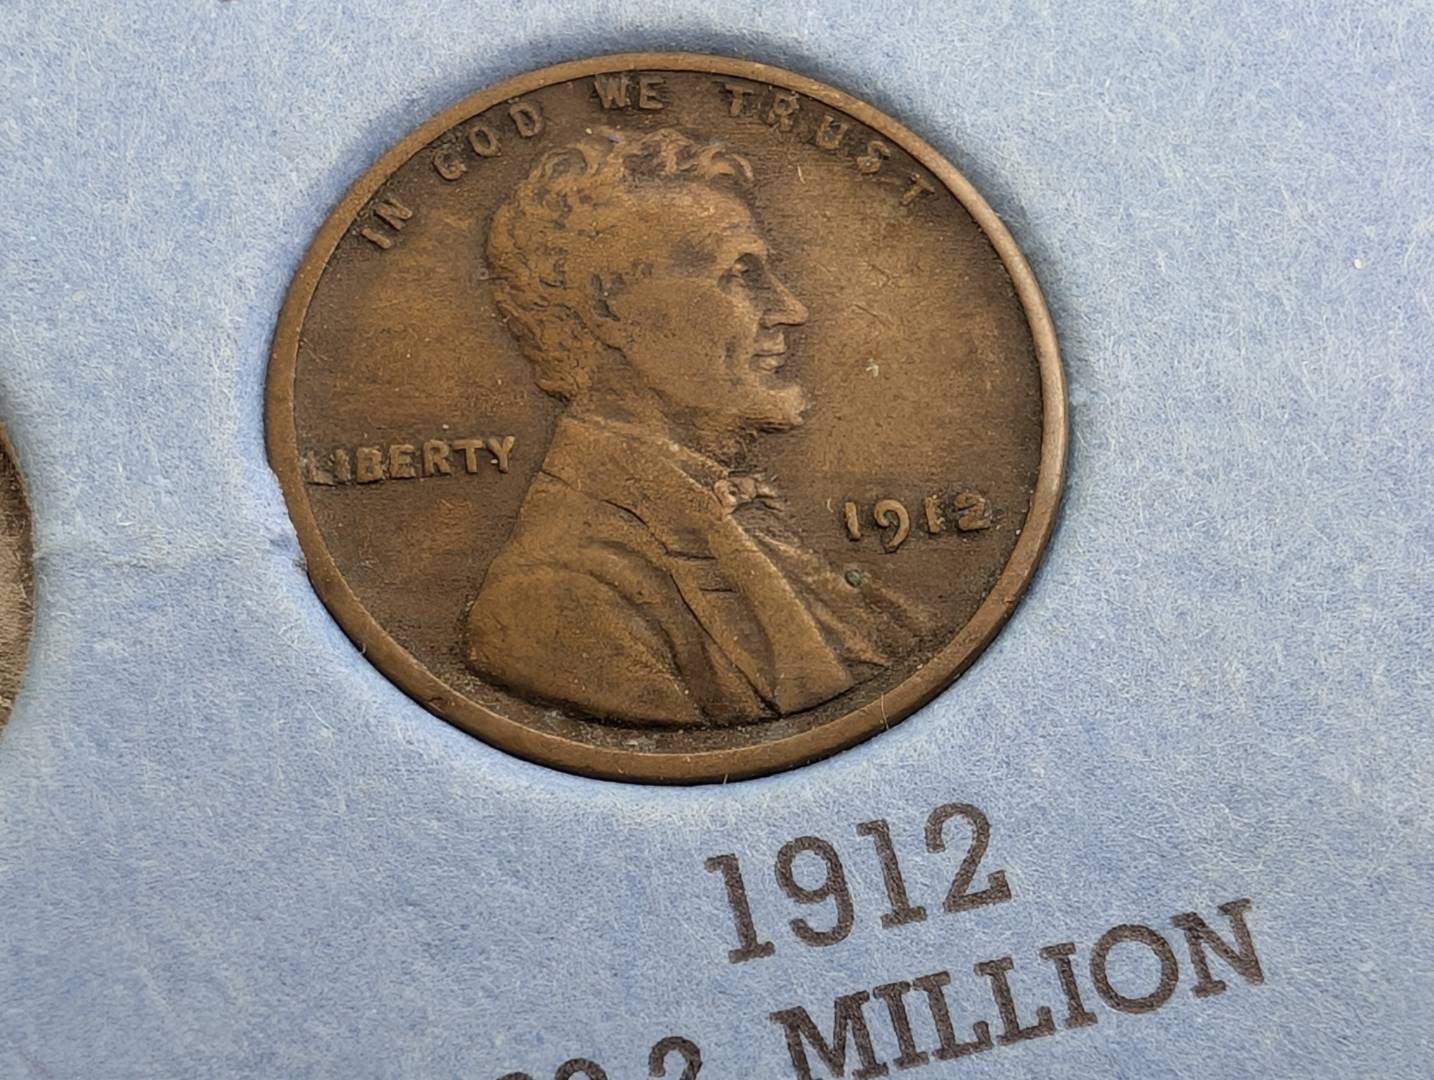 IN GOD WE TRUST
LIBERTY
1912
1912
MILLION